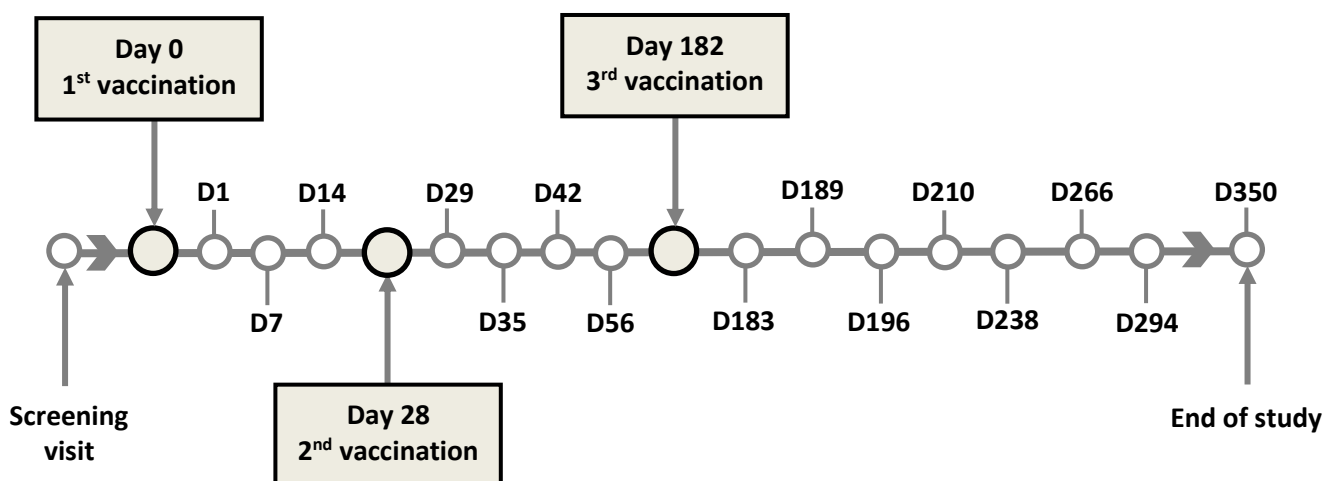 Day 0
1st vaccination
Day 182
3rd vaccination
D1
D14
D29
D42
D189
D210
D266
D350
D7
D35
D56
D183
D196
D238
D294
Screening
visit
Day 28
2nd vaccination
End of study